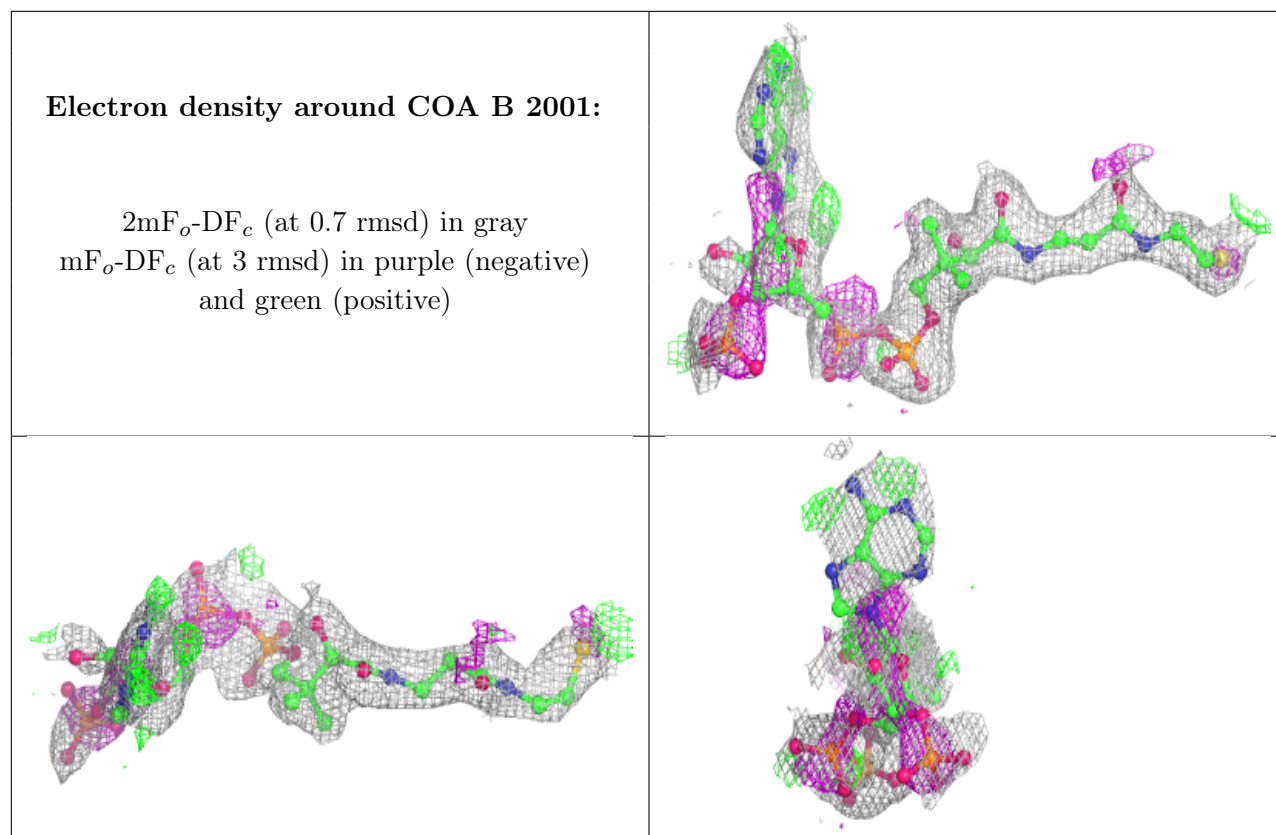 Electron density around COA B 2001:
2mFₒ-DF𝒸 (at 0.7 rmsd) in gray
mFₒ-DF𝒸 (at 3 rmsd) in purple (negative)
and green (positive)